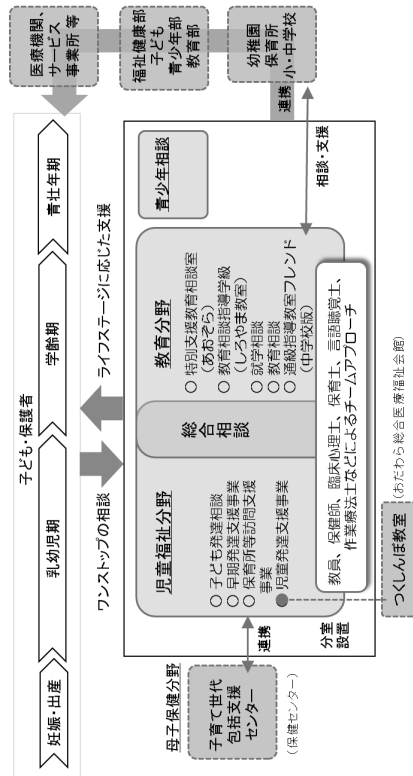 子ども・保護者
妊娠・出産
乳幼児期
学齢期
青壮年期
ワンストップの相談
ライフステージに応じた支援
医療機関、
サービス
事業所 等
福祉健康部
子ども
青少年部
教育部
幼稚園
保育所
小・中学校
連携
相談・支援
児童福祉分野
○ 子ども発達相談
○ 早期発達支援事業
○ 保育所等訪問支援
事業
● 児童発達支援事業
総合
相談
教育分野
○ 特別支援教育相談室
(あおぞら)
○ 教育相談指導学級
(しろやま教室)
○ 就学相談
○ 教育相談
○ 通級指導教室フレンド
(中学校版)
青少年相談
教員、保健師、臨床心理士、保育士、言語聴覚士、
作業療法士などによるチームアプローチ
母子保健分野
子育て世代
包括支援
センター
(保健センター)
連携
分室
設置
つくしんぼ教室
(おだわら総合医療福祉会館)